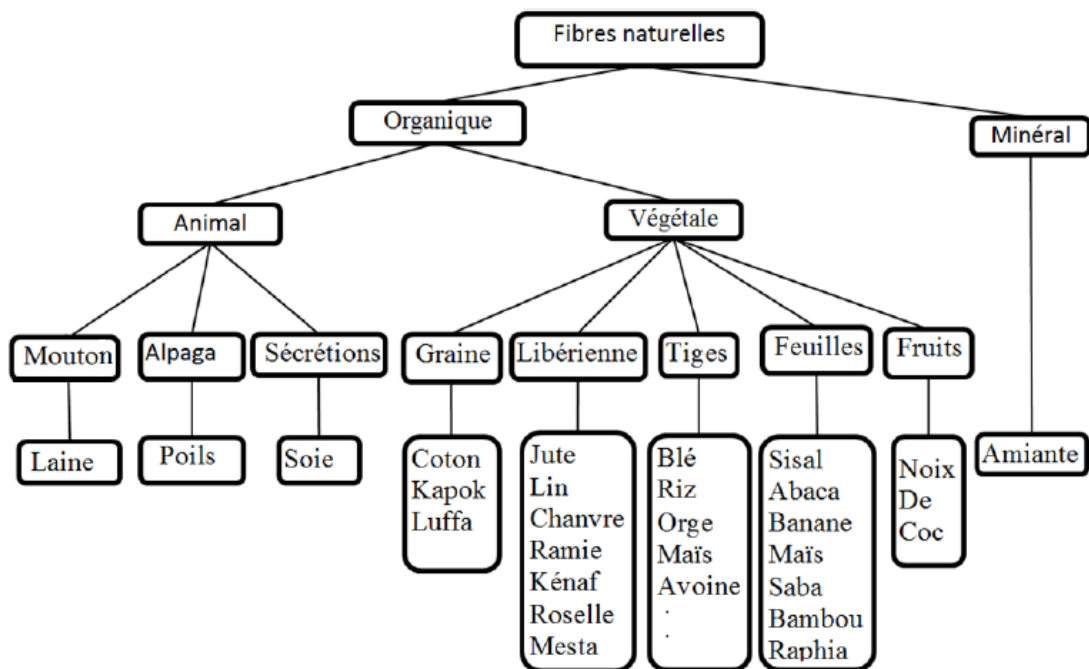 Fibres naturelles
Organique
Minéral
Animal
Végétale
Mouton
Alpaga
Sécrétions
Graine
Libérienne
Tiges
Feuilles
Fruits
Laine
Poils
Soie
Coton
Kapok
Luffa
Jute
Lin
Chanvre
Ramie
Kénaf
Roselle
Mesta
Blé
Riz
Orge
Maïs
Avoine
.
.
Sisal
Abaca
Banane
Maïs
Saba
Bambou
Raphia
Noix
De
Coc
Amiante